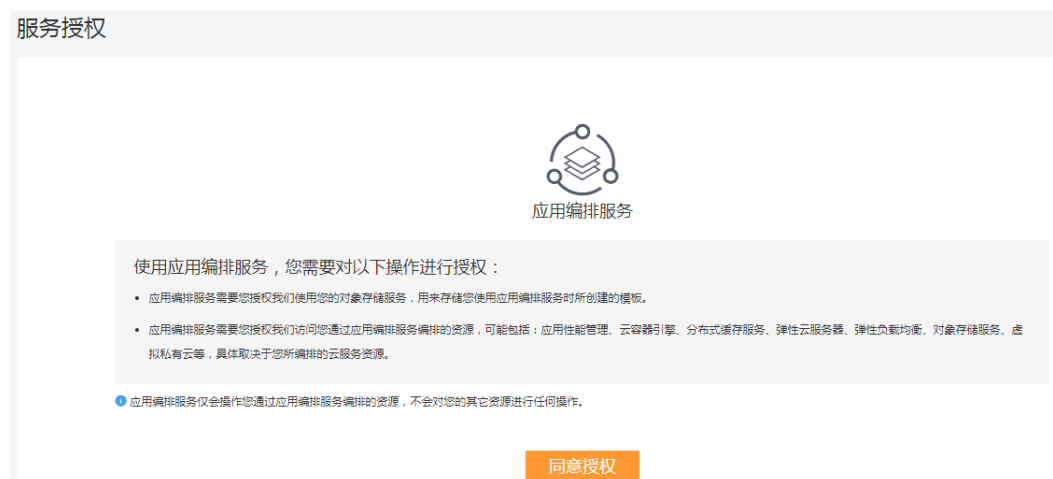 服务授权
应用编排服务
使用应用编排服务，您需要对以下操作进行授权：
• 应用编排服务需要您授权我们使用您的对象存储服务，用来存储您使用应用编排服务时所创建的模板。
• 应用编排服务需要您授权我们访问您通过应用编排服务编排的资源，可能包括：应用性能管理、云容器引擎、分布式缓存服务、弹性云服务器、弹性负载均衡、对象存储服务、虚
拟私有云等，具体取决于您所编排的云服务资源。
应用编排服务仅会操作您通过应用编排服务编排的资源，不会对您的其它资源进行任何操作。
同意授权